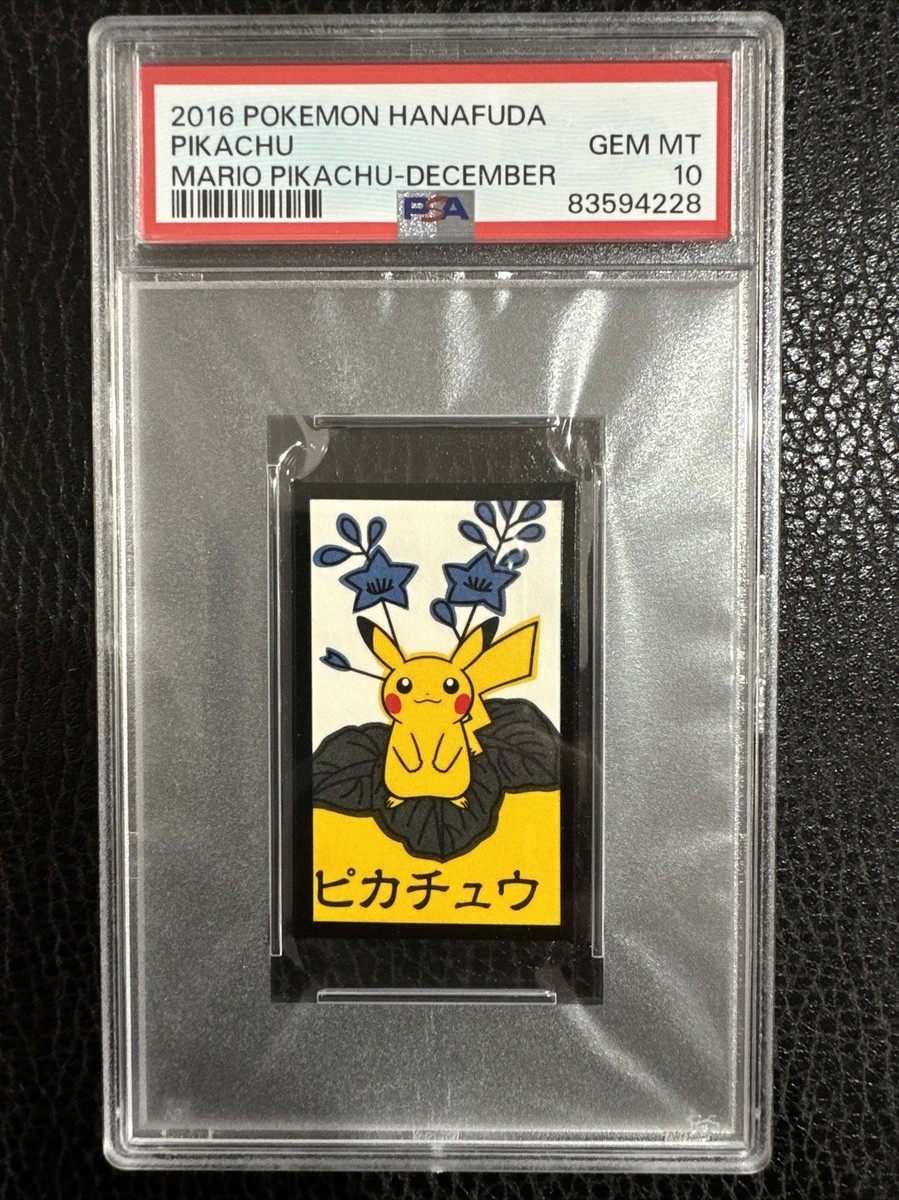 2016 POKEMON HANAFUDA
PIKACHU GEM MT
MARIO PIKACHU-DECEMBER 10
PSA 83594228
ピカチュウ